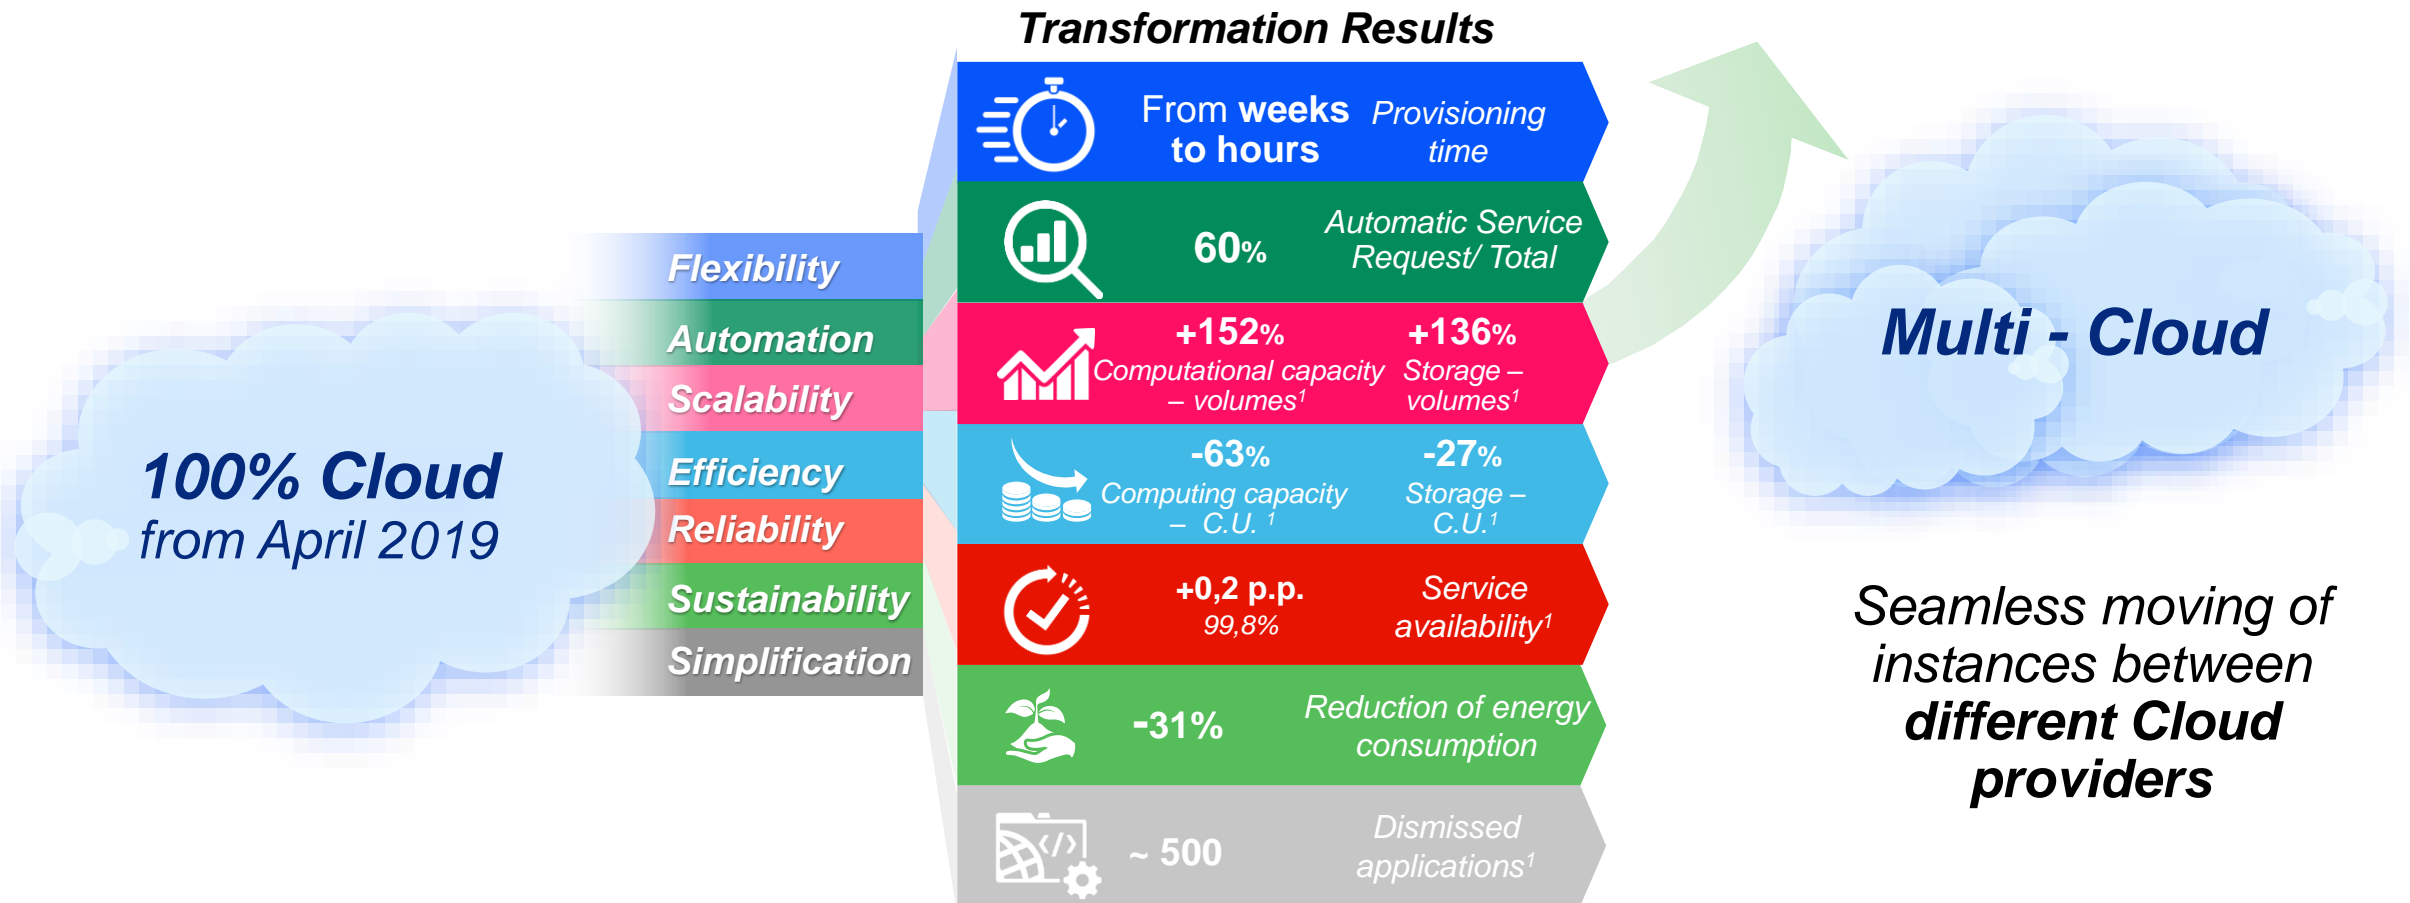 Transformation Results
100% Cloud
from April 2019
Flexibility
Automation
Scalability
Efficiency
Reliability
Sustainability
Simplification
From weeks
to hours
Provisioning
time
60%
Automatic Service
Request/ Total
+152%
Computational capacity
– volumes¹
+136%
Storage –
volumes¹
-63%
Computing capacity
– C.U. ¹
-27%
Storage –
C.U.¹
+0,2 p.p.
99,8%
Service
availability¹
-31%
Reduction of energy
consumption
~ 500
Dismissed
applications¹
Multi - Cloud
Seamless moving of
instances between
different Cloud
providers